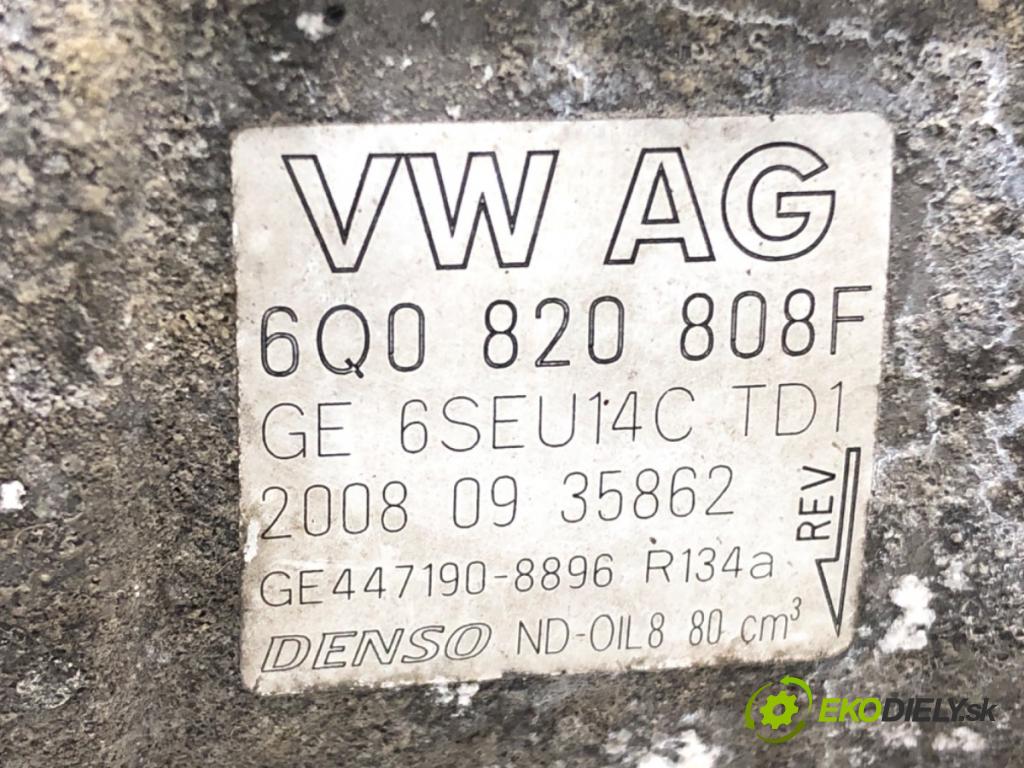 VW AG
6Q0 820 808F
GE 6SEU14C TD1
2008 09 35862
REV
GE447190-8896 R134a
DENSO ND-OIL8 80 cm³
EKODIELY.sk